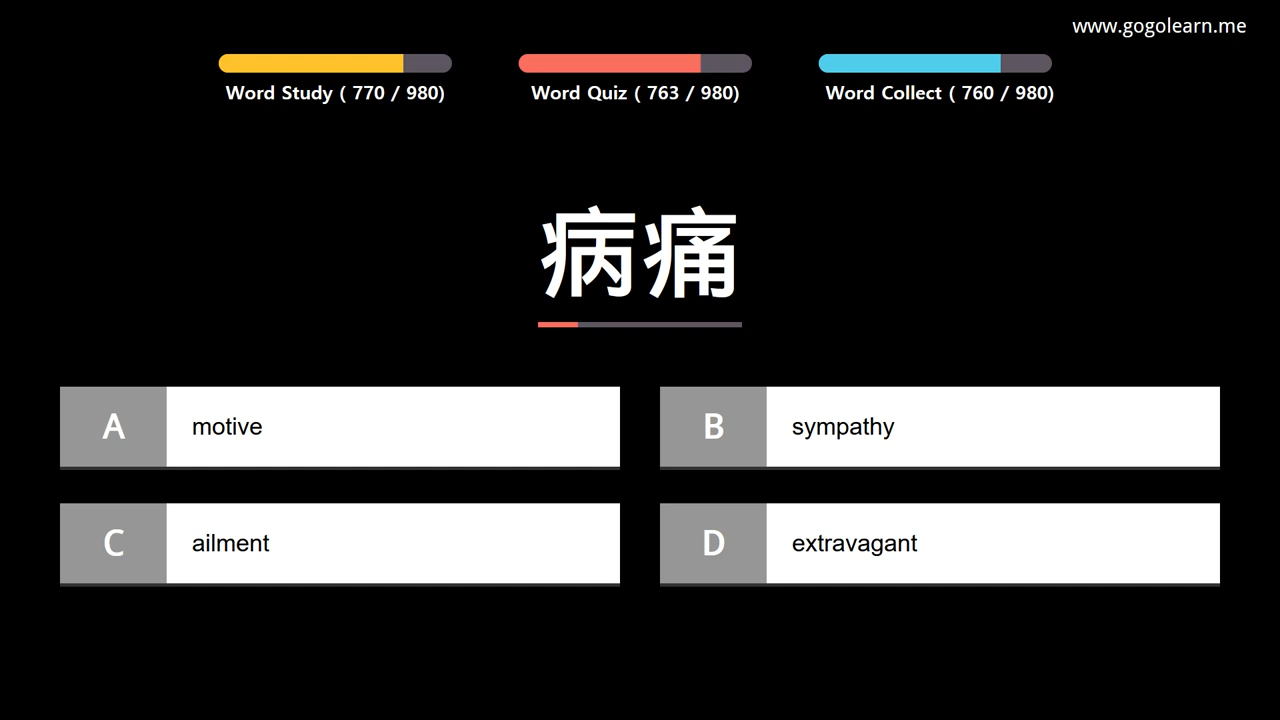 www.gogolearn.me
Word Study ( 770 / 980)
Word Quiz ( 763 / 980)
Word Collect ( 760 / 980)
病痛
A motive
B sympathy
C ailment
D extravagant